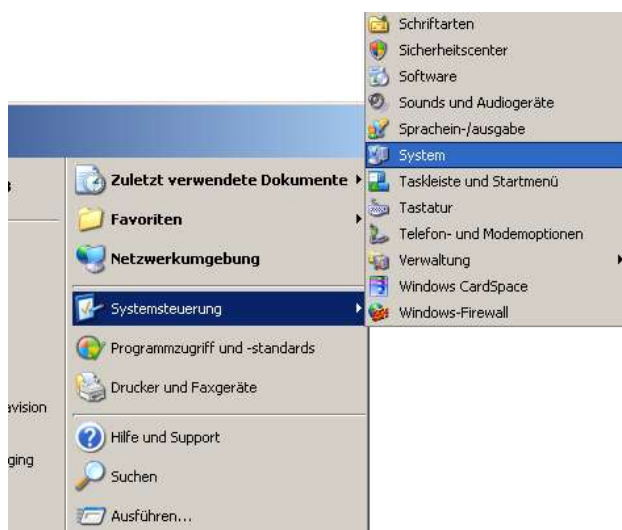 Schriftarten
Sicherheitscenter
Software
Sounds und Audiogeräte
Sprachein-/ausgabe
System
Taskleiste und Startmenü
Tastatur
Telefon- und Modemoptionen
Verwaltung
Windows CardSpace
Windows-Firewall
Zuletzt verwendete Dokumente
Favoriten
Netzwerkumgebung
Systemsteuerung
Programmzugriff und -standards
Drucker und Faxgeräte
Hilfe und Support
Suchen
Ausführen...
avision
ging